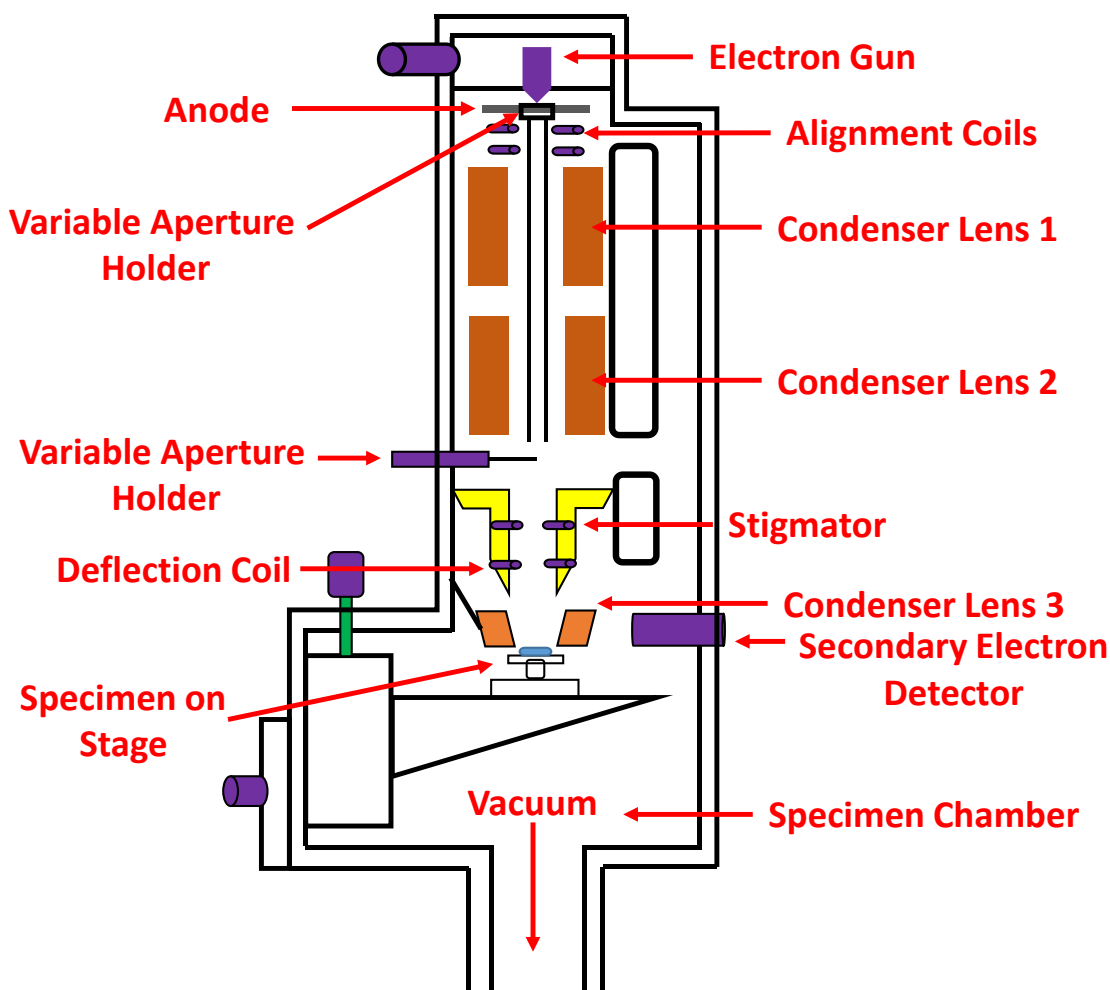 Electron Gun
Anode
Alignment Coils
Variable Aperture
Holder
Condenser Lens 1
Condenser Lens 2
Variable Aperture
Holder
Stigmator
Deflection Coil
Condenser Lens 3
Secondary Electron
Detector
Specimen on
Stage
Vacuum
Specimen Chamber